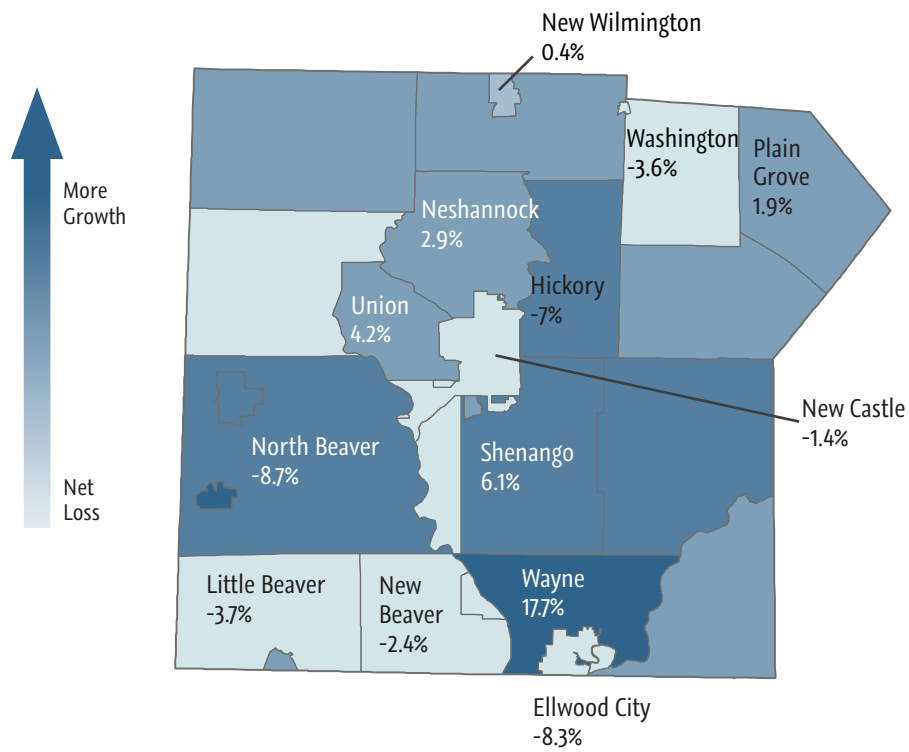 New Wilmington
0.4%
More
Growth
Washington
-3.6%
Plain
Grove
1.9%
Neshannock
2.9%
Hickory
-7%
Union
4.2%
New Castle
-1.4%
North Beaver
-8.7%
Shenango
6.1%
Net
Loss
Little Beaver
-3.7%
New
Beaver
-2.4%
Wayne
17.7%
Ellwood City
-8.3%